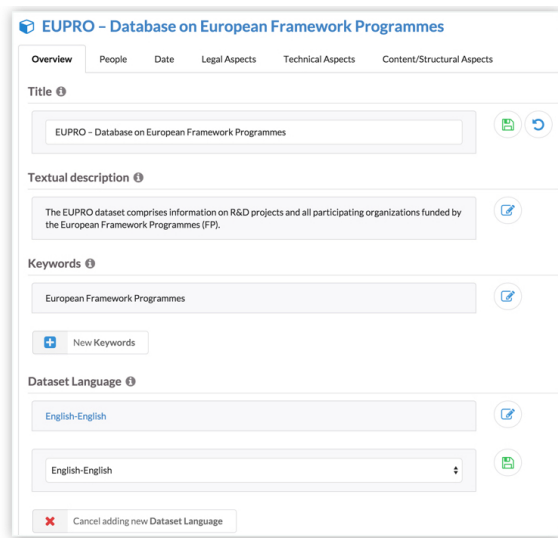 EUPRO – Database on European Framework Programmes
Overview People Date Legal Aspects Technical Aspects Content/Structural Aspects
Title
EUPRO – Database on European Framework Programmes
Textual description
The EUPRO dataset comprises information on R&D projects and all participating organizations funded by
the European Framework Programmes (FP).
Keywords
European Framework Programmes
New Keywords
Dataset Language
English-English
English-English
Cancel adding new Dataset Language